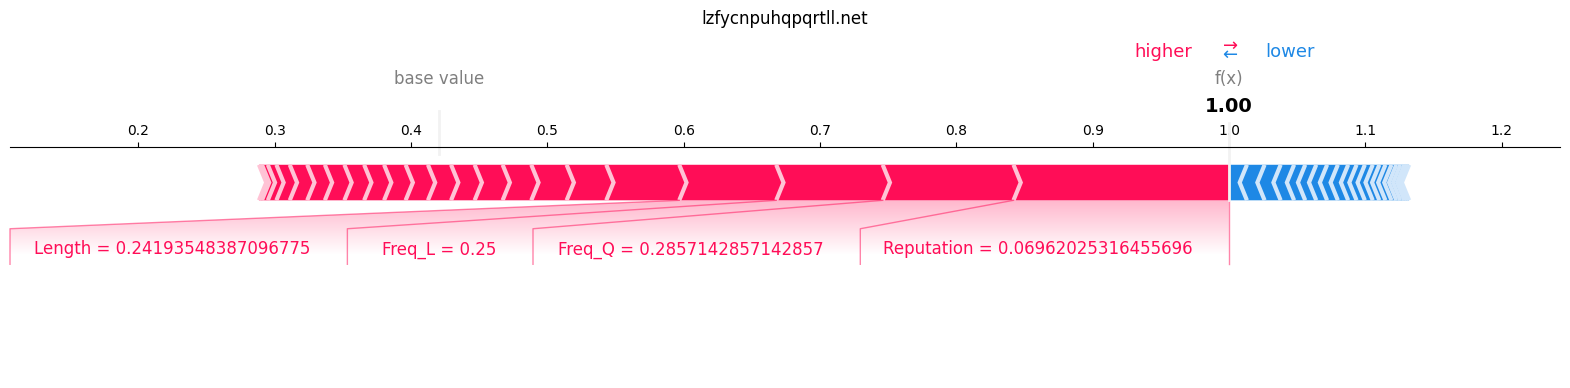 lzfycnpuhqpqrtll.net
higher ⇄ lower
base value f(x)
1.00
0.2 0.3 0.4 0.5 0.6 0.7 0.8 0.9 1.0 1.1 1.2
Length = 0.24193548387096775 Freq_L = 0.25 Freq_Q = 0.2857142857142857 Reputation = 0.06962025316455696